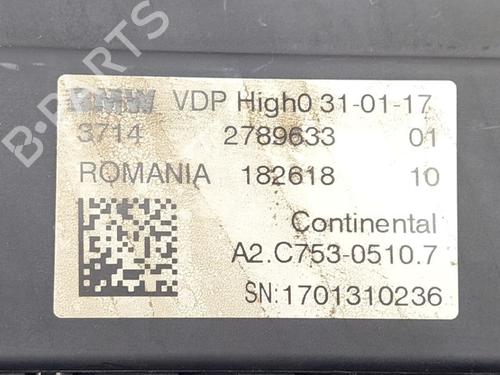 B-PARTS
BMW VDP High0 31-01-17
3714 2789633 01
ROMANIA 182618 10
Continental
A2.C753-0510.7
SN:1701310236